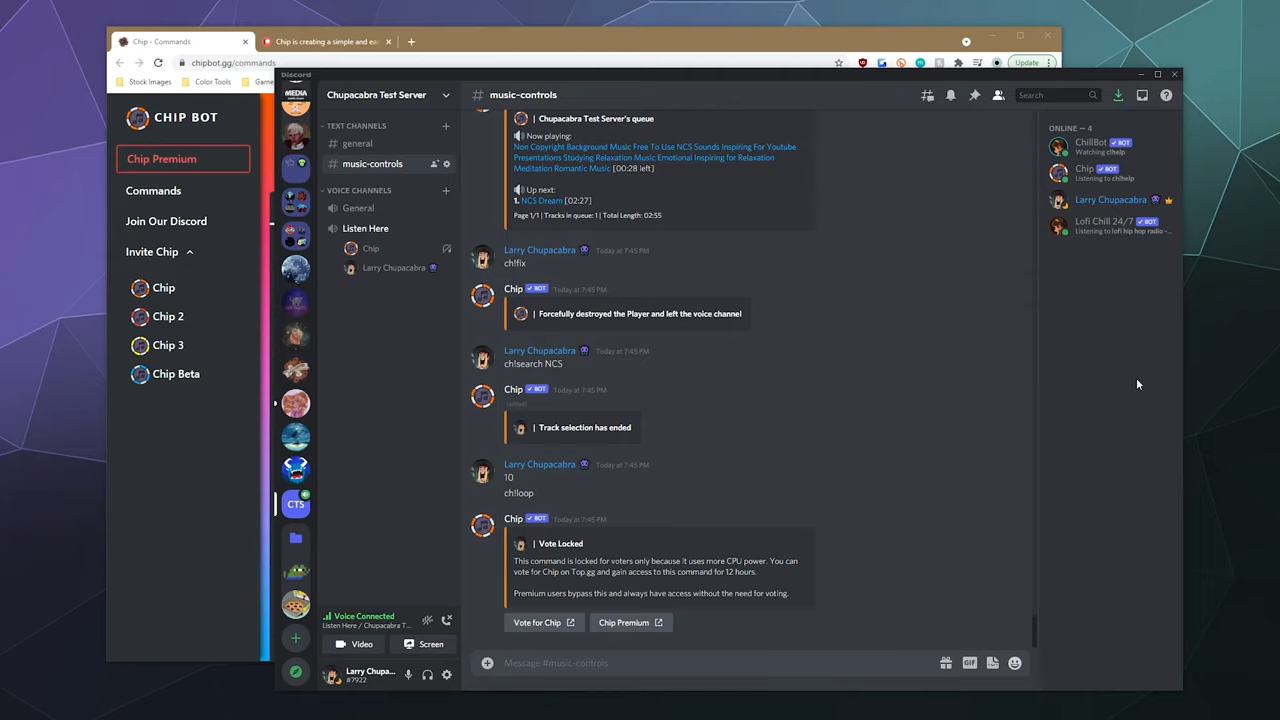 Chip - Commands
Chip is creating a simple and eas
chipbot.gg/commands
Update
Stock Images
Color Tools
Game
CHIP BOT
Chip Premium
Commands
Join Our Discord
Invite Chip
Chip
Chip 2
Chip 3
Chip Beta
Discord
MEDIA
CTS
Chupacabra Test Server
TEXT CHANNELS
general
music-controls
VOICE CHANNELS
General
Listen Here
Chip
Larry Chupacabra
Voice Connected
Listen Here / Chupacabra T...
Video
Screen
Larry Chupa...
#7922
music-controls
Search
| Chupacabra Test Server's queue
Now playing:
Non Copyright Background Music Free To Use NCS Sounds Inspiring For Youtube
Presentations Studying Relaxation Music Emotional Inspiring for Relaxation
Meditation Romantic Music [00:28 left]
Up next:
1. NCS Dream [02:27]
Page 1/1 | Tracks in queue: 1 | Total Length: 02:55
Larry Chupacabra Today at 7:45 PM
ch!fix
Chip BOT Today at 7:45 PM
| Forcefully destroyed the Player and left the voice channel
Larry Chupacabra Today at 7:45 PM
ch!search NCS
Chip BOT Today at 7:45 PM
(edited)
| Track selection has ended
Larry Chupacabra Today at 7:45 PM
10
ch!loop
Chip BOT Today at 7:45 PM
| Vote Locked
This command is locked for voters only because it uses more CPU power. You can
vote for Chip on Top.gg and gain access to this command for 12 hours.
Premium users bypass this and always have access without the need for voting.
Vote for Chip
Chip Premium
Message #music-controls
GIF
ONLINE — 4
ChillBot BOT
Watching c!help
Chip BOT
Listening to ch!help
Larry Chupacabra
Lofi Chill 24/7 BOT
Listening to lofi hip hop radio -...